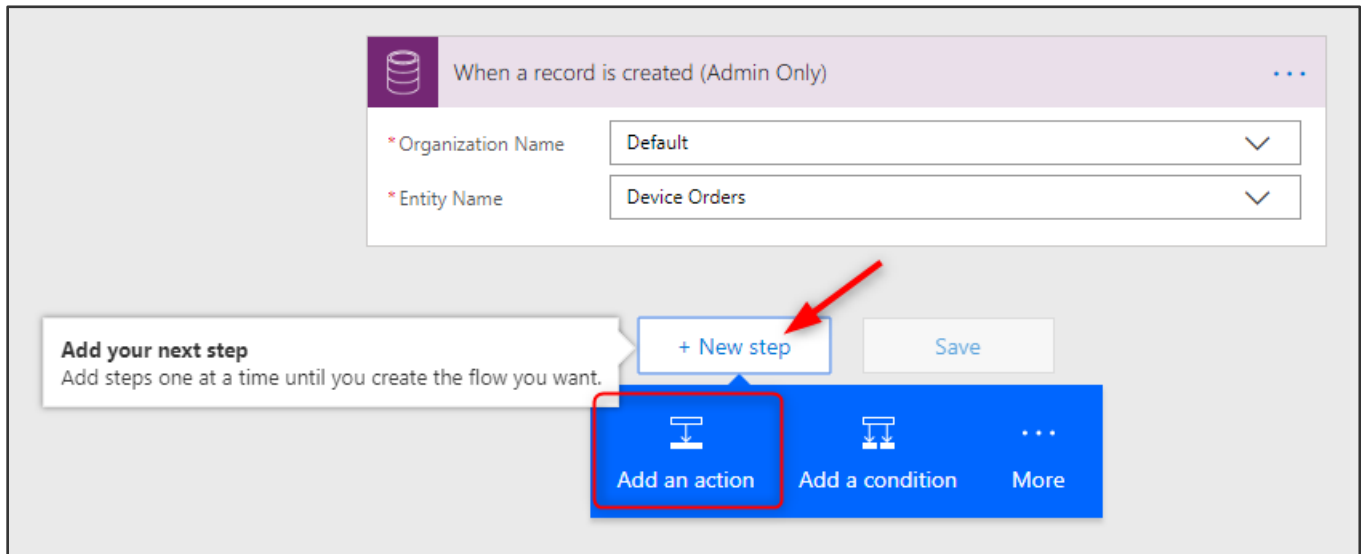 When a record is created (Admin Only)
* Organization Name
Default
* Entity Name
Device Orders
Add your next step
Add steps one at a time until you create the flow you want.
+ New step
Save
Add an action
Add a condition
More